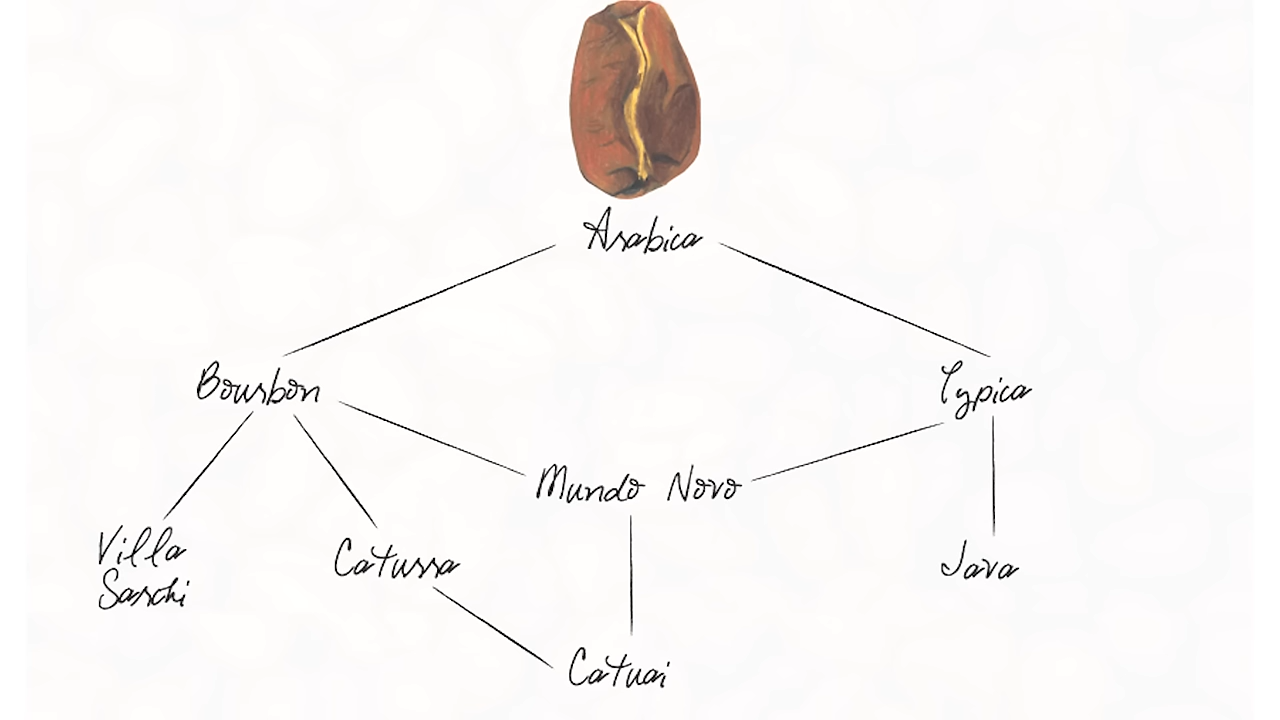 Arabica
Bourbon
Typica
Mundo Novo
Villa
Sarchi
Caturra
Java
Catuai